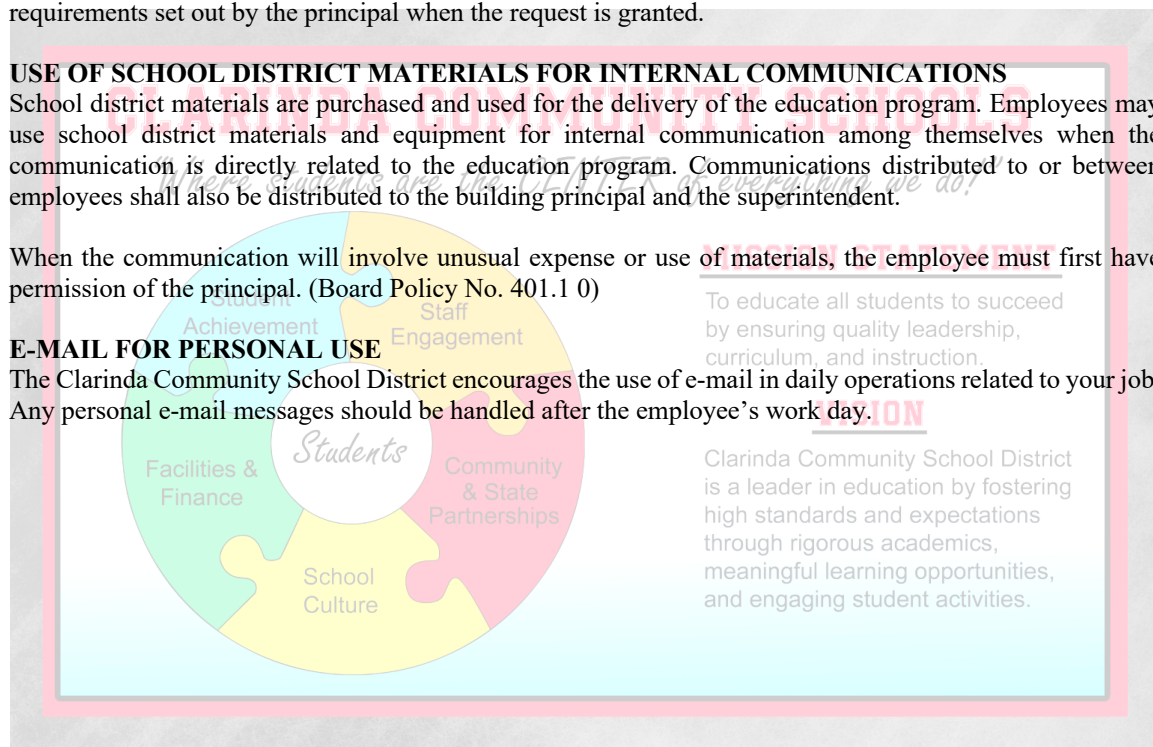 requirements set out by the principal when the request is granted.
USE OF SCHOOL DISTRICT MATERIALS FOR INTERNAL COMMUNICATIONS
School district materials are purchased and used for the delivery of the education program. Employees may
use school district materials and equipment for internal communication among themselves when the
communication is directly related to the education program. Communications distributed to or between
employees shall also be distributed to the building principal and the superintendent.
When the communication will involve unusual expense or use of materials, the employee must first have
permission of the principal. (Board Policy No. 401.1 0)
E-MAIL FOR PERSONAL USE
The Clarinda Community School District encourages the use of e-mail in daily operations related to your job
Any personal e-mail messages should be handled after the employee's work day.
CLARINDA COMMUNITY SCHOOLS
"Where students are the CENTER of everything we do!"
Student
Achievement
Staff
Engagement
Students
Facilities &
Finance
Community
& State
Partnerships
School
Culture
MISSION STATEMENT
To educate all students to succeed
by ensuring quality leadership,
curriculum, and instruction.
VISION
Clarinda Community School District
is a leader in education by fostering
high standards and expectations
through rigorous academics,
meaningful learning opportunities,
and engaging student activities.